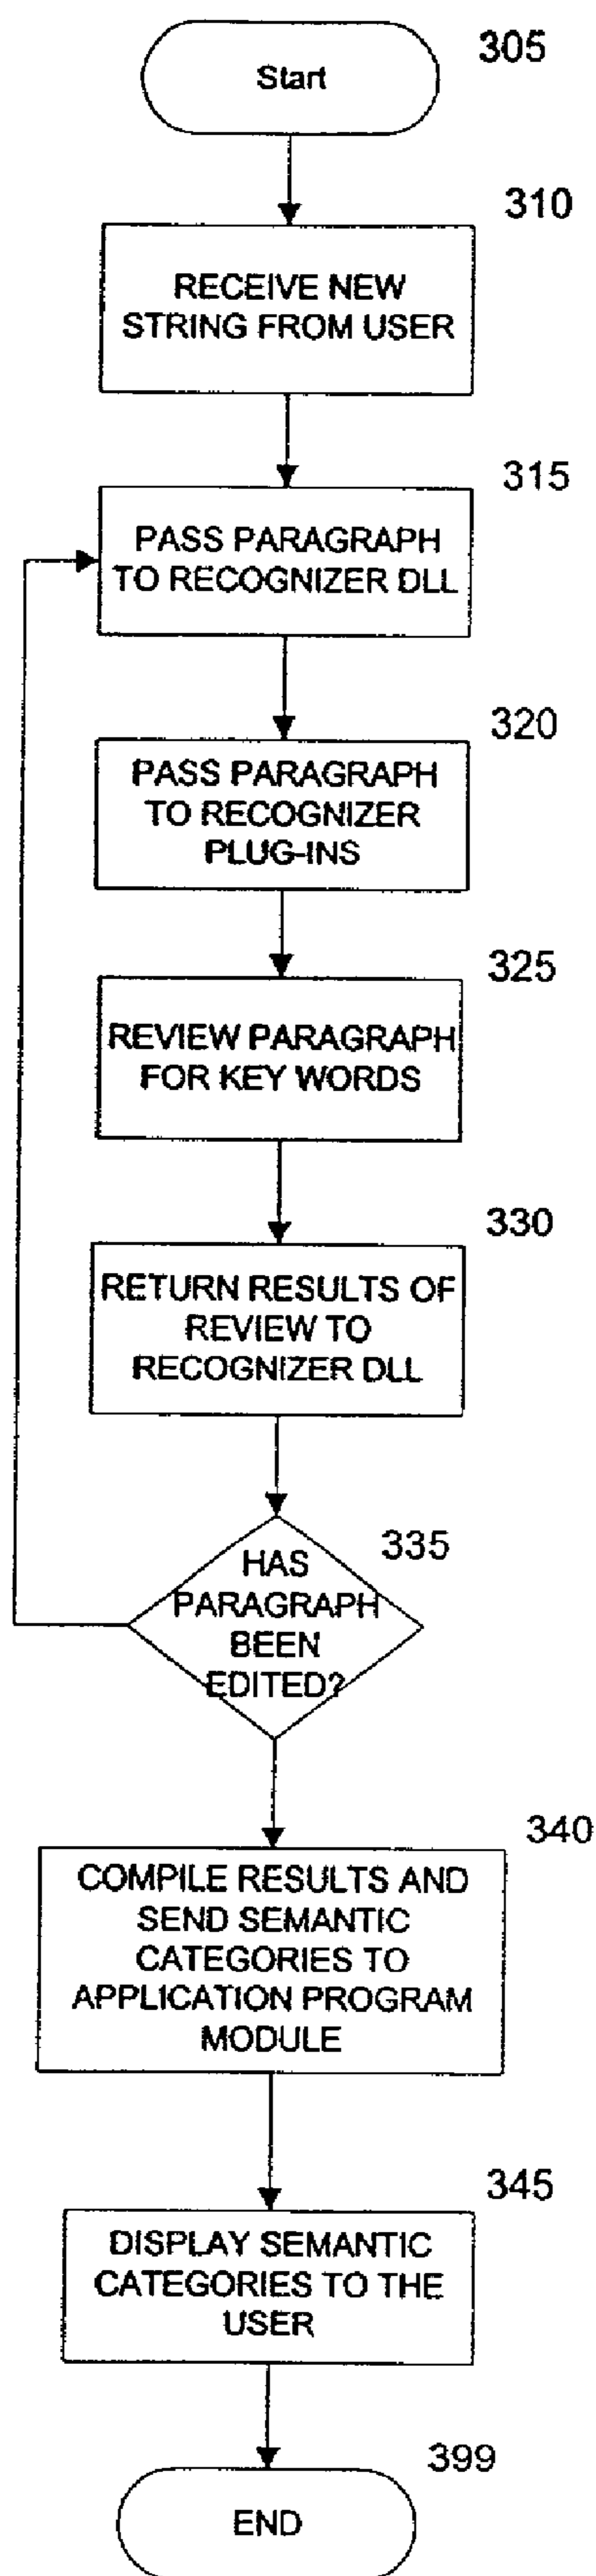 305
Start
310
RECEIVE NEW
STRING FROM USER
315
PASS PARAGRAPH
TO RECOGNIZER DLL
320
PASS PARAGRAPH
TO RECOGNIZER
PLUG-INS
325
REVIEW PARAGRAPH
FOR KEY WORDS
330
RETURN RESULTS OF
REVIEW TO
RECOGNIZER DLL
335
HAS
PARAGRAPH
BEEN
EDITED?
340
COMPILE RESULTS AND
SEND SEMANTIC
CATEGORIES TO
APPLICATION PROGRAM
MODULE
345
DISPLAY SEMANTIC
CATEGORIES TO THE
USER
399
END